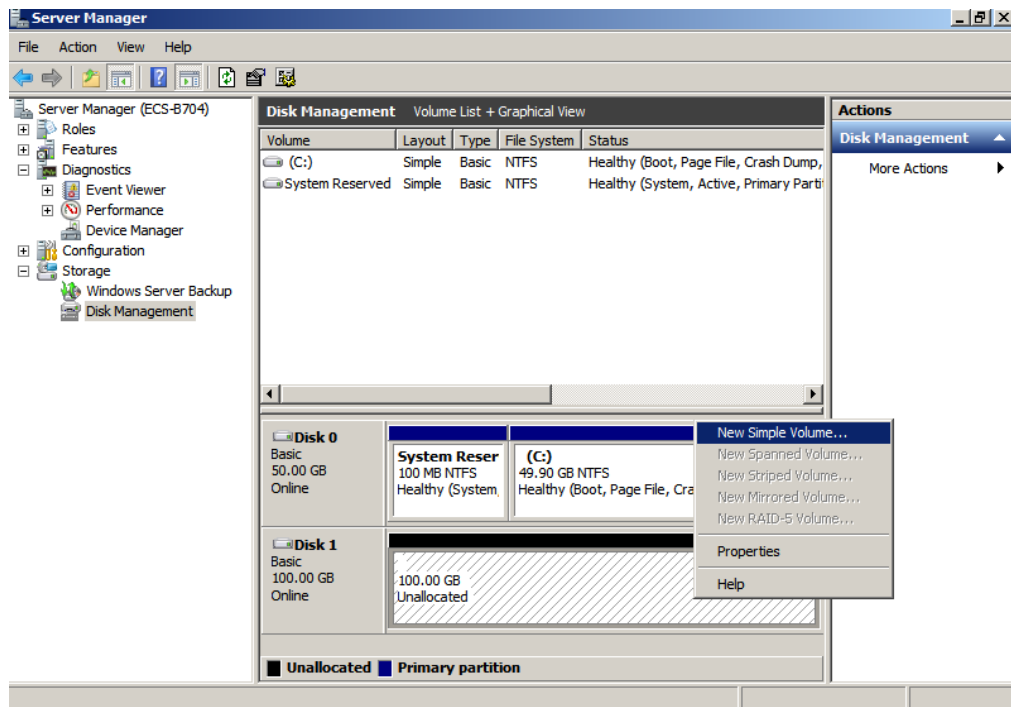 Server Manager
File Action View Help
Server Manager (ECS-B704)
Roles
Features
Diagnostics
Event Viewer
Performance
Device Manager
Configuration
Storage
Windows Server Backup
Disk Management
Disk Management Volume List + Graphical View
Volume Layout Type File System Status
(C:) Simple Basic NTFS Healthy (Boot, Page File, Crash Dump,
System Reserved Simple Basic NTFS Healthy (System, Active, Primary Parti
Disk 0
Basic
50.00 GB
Online
System Reser
100 MB NTFS
Healthy (System,
(C:)
49.90 GB NTFS
Healthy (Boot, Page File, Cra
Disk 1
Basic
100.00 GB
Online
100.00 GB
Unallocated
Unallocated Primary partition
New Simple Volume...
New Spanned Volume...
New Striped Volume...
New Mirrored Volume...
New RAID-5 Volume...
Properties
Help
Actions
Disk Management
More Actions